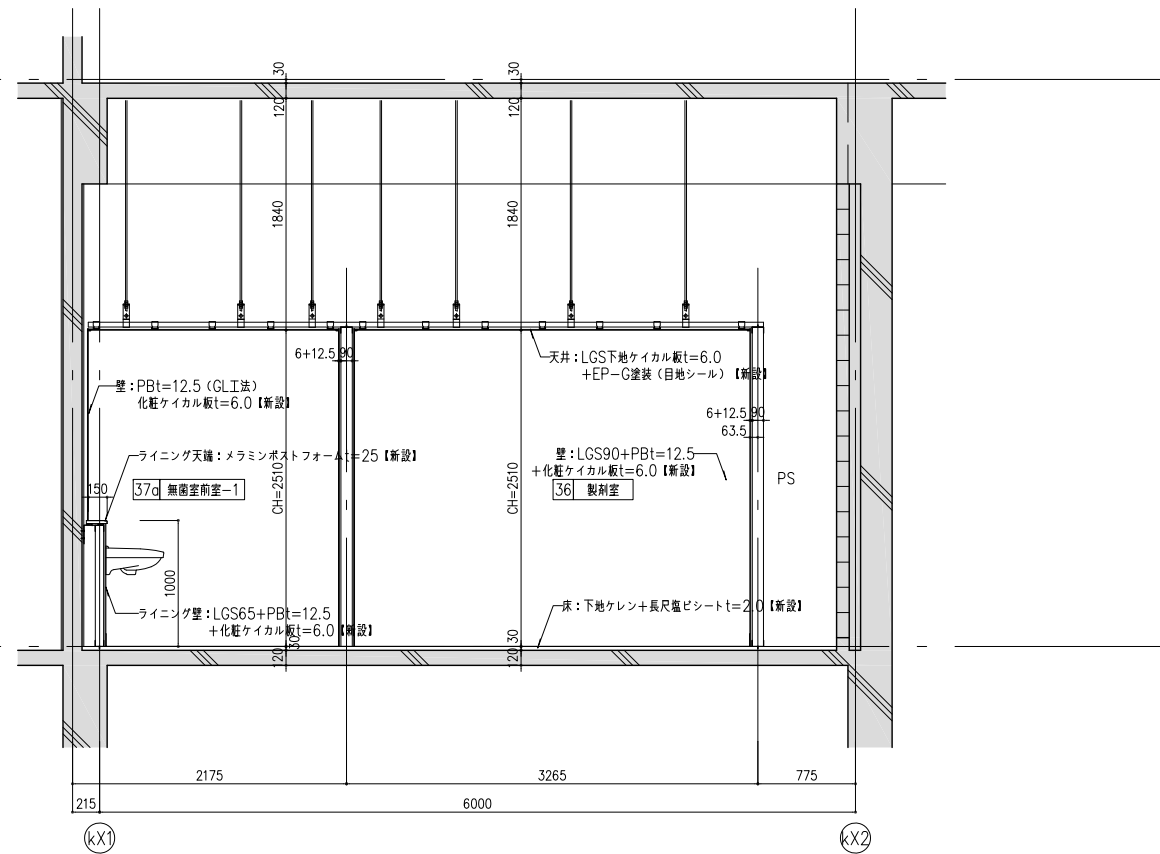 30
30
120
120
1840
1840
6+12.5
90
天井：LGS下地ケイカル板t=6.0
+EP-G塗装（目地シール）【新設】
壁：PBt=12.5（GL工法）
化粧ケイカル板t=6.0【新設】
6+12.5
90
63.5
ライニング天端：メラミンポストフォームt=25【新設】
壁：LGS90+PBt=12.5
+化粧ケイカル板t=6.0【新設】
150
37a 無菌室前室-1
CH=2510
CH=2510
36 製剤室
PS
1000
ライニング壁：LGS65+PBt=12.5
+化粧ケイカル板t=6.0【新設】
床：下地ケレン+長尺塩ビシートt=2.0【新設】
30
30
120
120
2175
3265
775
215
6000
kX1
kX2